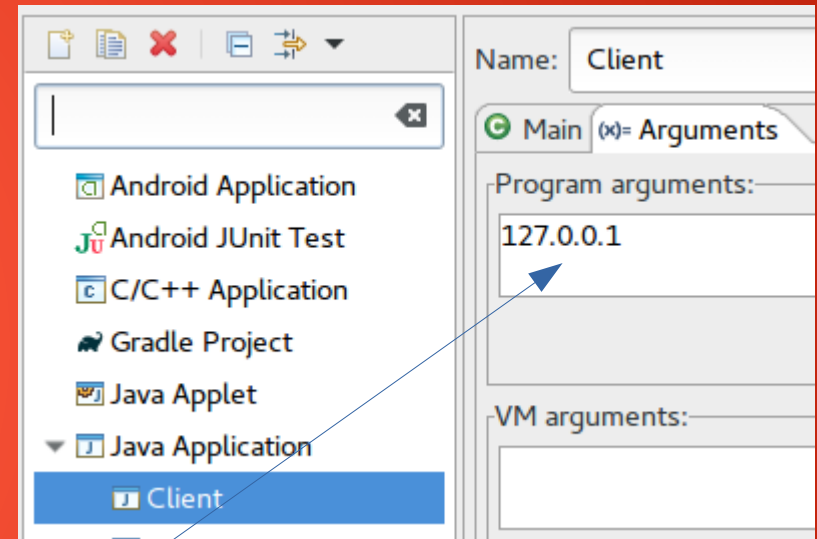 Name: Client
Main (x)= Arguments
Program arguments:
127.0.0.1
VM arguments:
Android Application
Android JUnit Test
C/C++ Application
Gradle Project
Java Applet
Java Application
Client